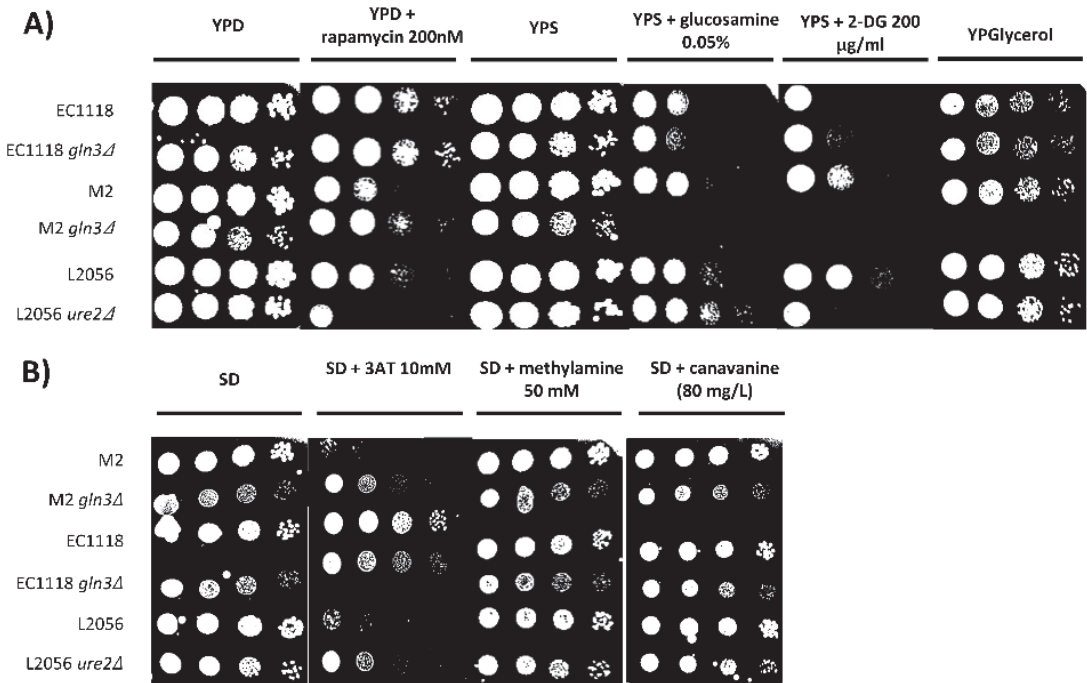 A)
YPD
YPD +
rapamycin 200nM
YPS
YPS + glucosamine
0.05%
YPS + 2-DG 200
µg/ml
YPGlycerol
EC1118
EC1118 gln3Δ
M2
M2 gln3Δ
L2056
L2056 ure2Δ
B)
SD
SD + 3AT 10mM
SD + methylamine
50 mM
SD + canavanine
(80 mg/L)
M2
M2 gln3Δ
EC1118
EC1118 gln3Δ
L2056
L2056 ure2Δ